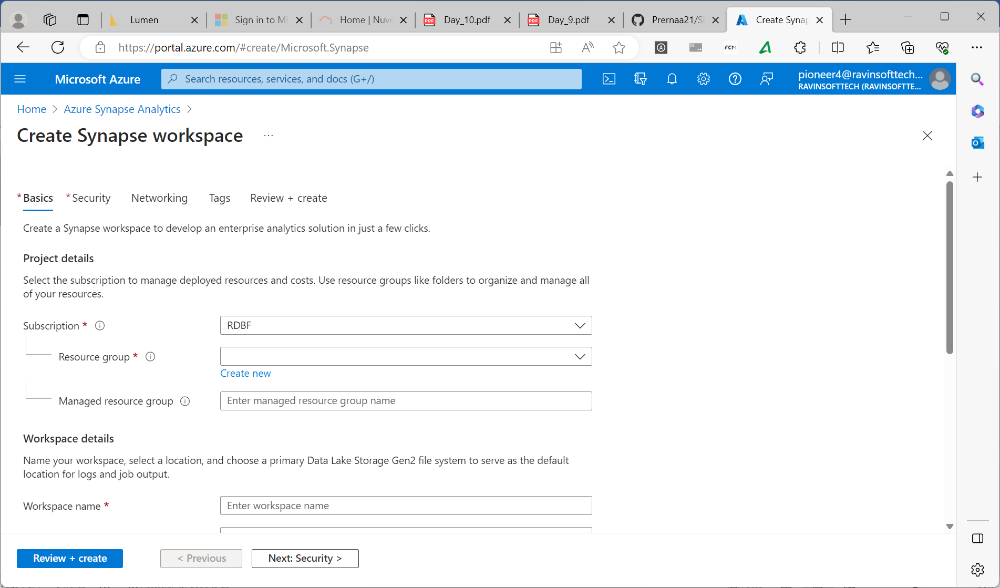 Lumen
Sign in to Mi
Home | Nuve
Day_10.pdf
Day_9.pdf
Prernaa21/Sl
Create Synap
https://portal.azure.com/#create/Microsoft.Synapse
FCM
Microsoft Azure
Search resources, services, and docs (G+/)
pioneer4@ravinsofttech...
RAVINSOFTTECH (RAVINSOFTTE...
Home > Azure Synapse Analytics >
Create Synapse workspace ...
* Basics
* Security
Networking
Tags
Review + create
Create a Synapse workspace to develop an enterprise analytics solution in just a few clicks.
Project details
Select the subscription to manage deployed resources and costs. Use resource groups like folders to organize and manage all
of your resources.
Subscription *
RDBF
Resource group *
Create new
Managed resource group
Enter managed resource group name
Workspace details
Name your workspace, select a location, and choose a primary Data Lake Storage Gen2 file system to serve as the default
location for logs and job output.
Workspace name *
Enter workspace name
Review + create
< Previous
Next: Security >